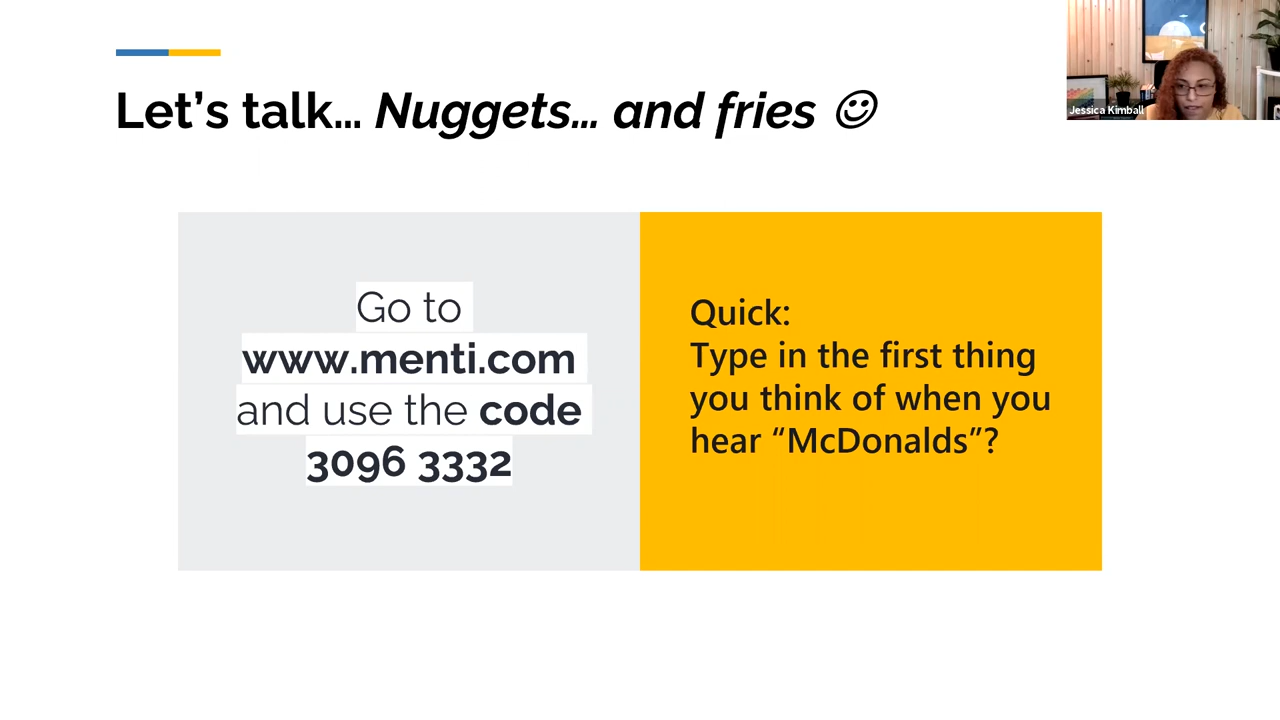 Let’s talk… Nuggets… and fries ☺
Jessica Kimball
Go to
www.menti.com
and use the code
3096 3332
Quick:
Type in the first thing
you think of when you
hear “McDonalds”?